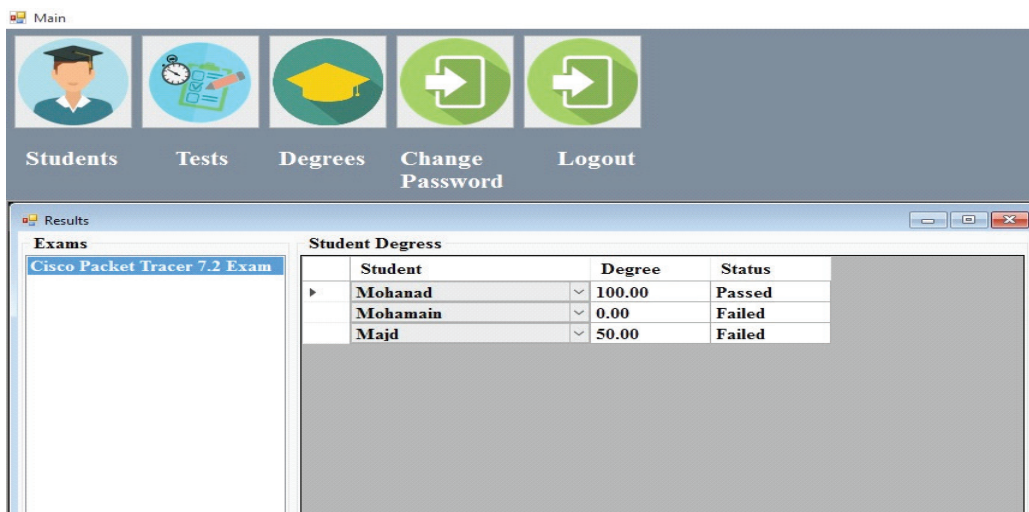 Main
Students Tests Degrees Change Password Logout
Results
Exams
Cisco Packet Tracer 7.2 Exam
Student Degress
Student Degree Status
Mohanad 100.00 Passed
Mohamain 0.00 Failed
Majd 50.00 Failed